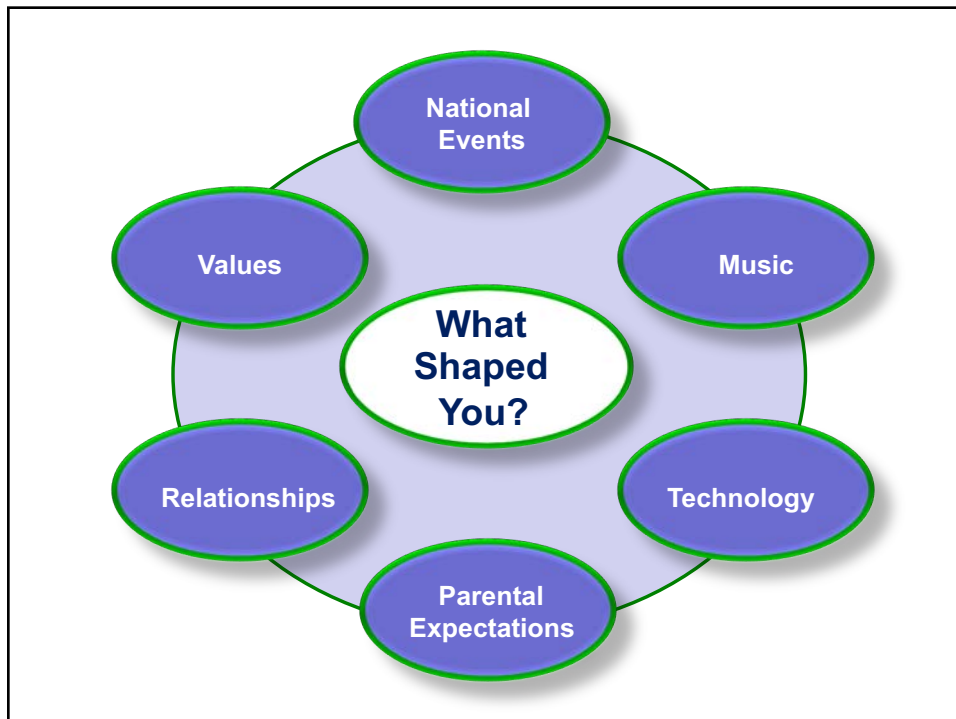 National
Events
Values
Music
What
Shaped
You?
Relationships
Technology
Parental
Expectations